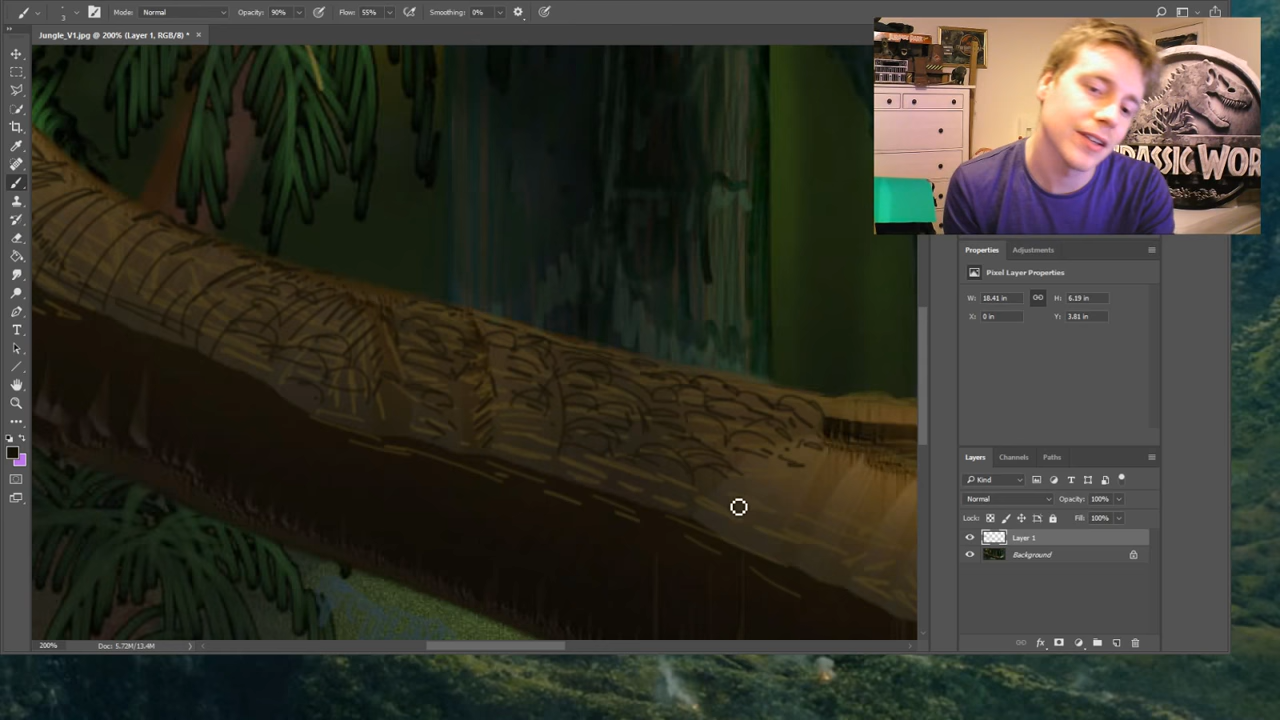 3 Mode: Normal Opacity: 90% Flow: 55% Smoothing: 0%
Jungle_V1.jpg @ 200% (Layer 1, RGB/8) * ×
JURASSIC WOR
Properties Adjustments
Pixel Layer Properties
W: 18.41 in H: 6.19 in
X: 0 in Y: 3.81 in
Layers Channels Paths
Kind
Normal Opacity: 100%
Lock: Fill: 100%
Layer 1
Background
200% Doc: 5.72M/13.4M